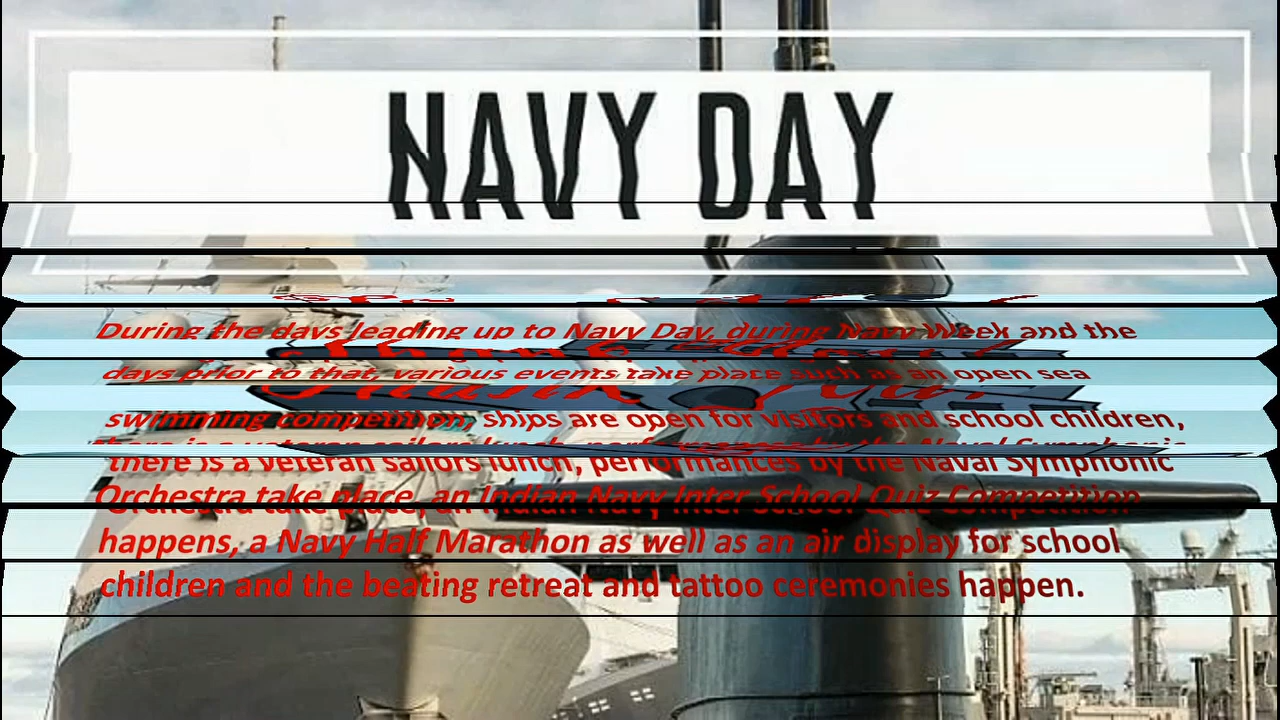 NAVY DAY
During the days leading up to Navy Day, during Navy Week and the
days prior to that, various events take place such as an open sea
swimming competition, ships are open for visitors and school children,
there is a veteran sailors lunch, performances by the Naval Symphonic
Orchestra take place, an Indian Navy Inter School Quiz Competition
happens, a Navy Half Marathon as well as an air display for school
children and the beating retreat and tattoo ceremonies happen.